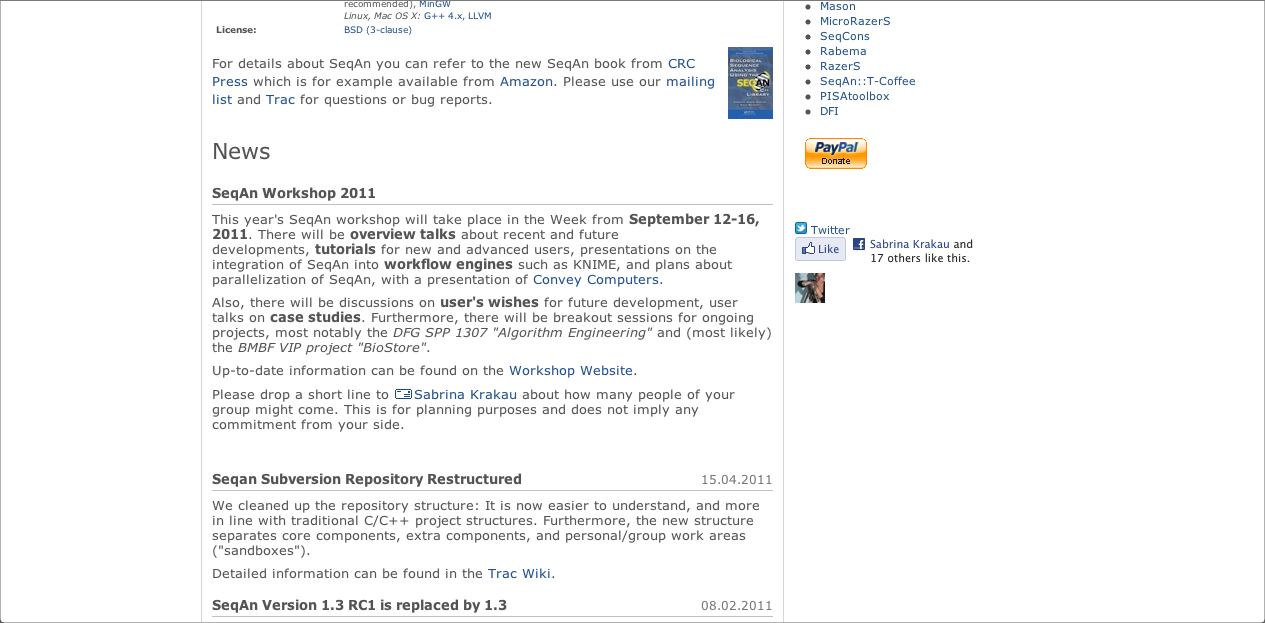 recommended), MinGW
Linux, Mac OS X: G++ 4.x, LLVM
License: BSD (3-clause)
For details about SeqAn you can refer to the new SeqAn book from CRC
Press which is for example available from Amazon. Please use our mailing
list and Trac for questions or bug reports.
BIOLOGICAL
SEQUENCE
ANALYSIS
USING THE
SEQAN
C++
LIBRARY
News
SeqAn Workshop 2011
This year's SeqAn workshop will take place in the Week from September 12-16,
2011. There will be overview talks about recent and future
developments, tutorials for new and advanced users, presentations on the
integration of SeqAn into workflow engines such as KNIME, and plans about
parallelization of SeqAn, with a presentation of Convey Computers.
Also, there will be discussions on user's wishes for future development, user
talks on case studies. Furthermore, there will be breakout sessions for ongoing
projects, most notably the DFG SPP 1307 "Algorithm Engineering" and (most likely)
the BMBF VIP project "BioStore".
Up-to-date information can be found on the Workshop Website.
Please drop a short line to Sabrina Krakau about how many people of your
group might come. This is for planning purposes and does not imply any
commitment from your side.
Seqan Subversion Repository Restructured 15.04.2011
We cleaned up the repository structure: It is now easier to understand, and more
in line with traditional C/C++ project structures. Furthermore, the new structure
separates core components, extra components, and personal/group work areas
("sandboxes").
Detailed information can be found in the Trac Wiki.
SeqAn Version 1.3 RC1 is replaced by 1.3 08.02.2011
Mason
MicroRazerS
SeqCons
Rabema
RazerS
SeqAn::T-Coffee
PISAtoolbox
DFI
PayPal
Donate
Twitter
Like
Sabrina Krakau and
17 others like this.